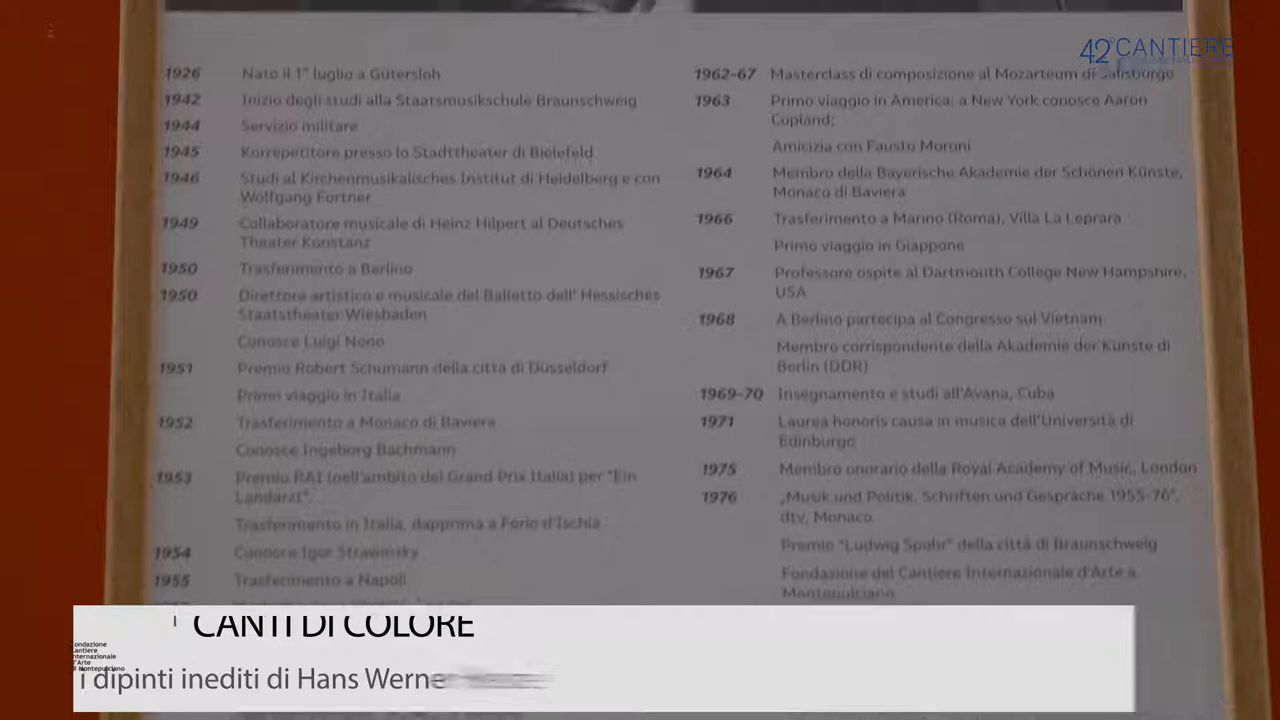 42°CANTIERE
1926 Nato il 1° luglio a Gütersloh
1942 Inizio degli studi alla Staatsmusikschule Braunschweig
1944 Servizio militare
1945 Korrepetitore presso lo Stadttheater di Bielefeld
1946 Studi al Kirchenmusikalisches Institut di Heidelberg e con
Wolfgang Fortner
1949 Collaboratore musicale di Heinz Hilpert al Deutsches
Theater Konstanz
1950 Trasferimento a Berlino
1950 Direttore artistico e musicale del Balletto dell' Hessisches
Staatstheater Wiesbaden
Conosce Luigi Nono
1951 Premio Robert Schumann della città di Düsseldorf
Primo viaggio in Italia
1952 Trasferimento a Monaco di Baviera
Conosce Ingeborg Bachmann
1953 Premio RAI (nell'ambito del Grand Prix Italia) per "Ein
Landarzt".
Trasferimento in Italia, dapprima a Forio d'Ischia
1954 Conosce Igor Strawinsky
1955 Trasferimento a Napoli
1962-67 Masterclass di composizione al Mozarteum di Salisburgo
1963 Primo viaggio in America; a New York conosce Aaron
Copland;
Amicizia con Fausto Moroni
1964 Membro della Bayerische Akademie der Schönen Künste,
Monaco di Baviera
1966 Trasferimento a Marino (Roma), Villa La Leprara
Primo viaggio in Giappone
1967 Professore ospite al Dartmouth College New Hampshire,
USA
1968 A Berlino partecipa al Congresso sul Vietnam
Membro corrispondente della Akademie der Künste di
Berlin (DDR)
1969-70 Insegnamento e studi all'Avana, Cuba
1971 Laurea honoris causa in musica dell'Università di
Edinburgo
1975 Membro onorario della Royal Academy of Music, London
1976 „Musik und Politik. Schriften und Gespräche 1955-76",
dtv, Monaco
Premio "Ludwig Spohr" della città di Braunschweig
Fondazione del Cantiere Internazionale d'Arte a
Montepulciano
CANTI DI COLORE
Fondazione
Cantiere
Internazionale
d'Arte
di Montepulciano
i dipinti inediti di Hans Werne